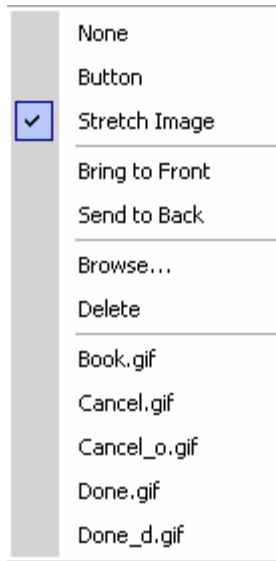 None
Button
Stretch Image
Bring to Front
Send to Back
Browse...
Delete
Book.gif
Cancel.gif
Cancel_o.gif
Done.gif
Done_d.gif